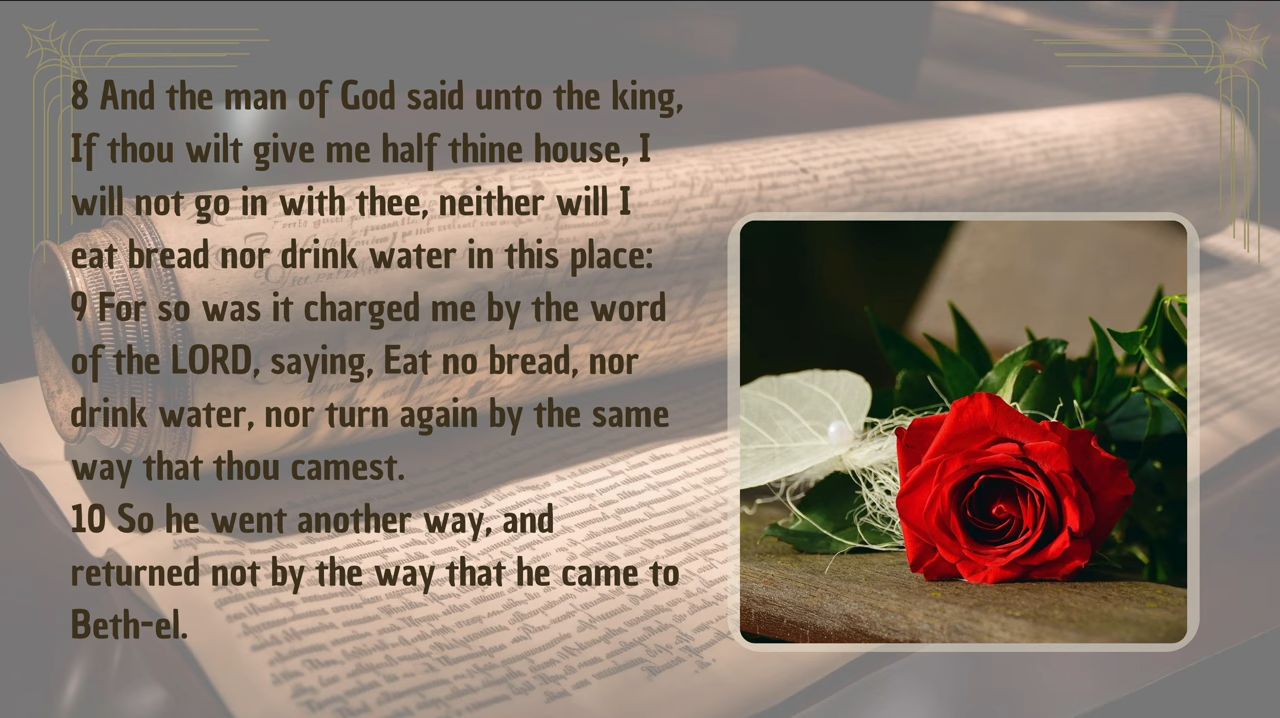 8 And the man of God said unto the king,
If thou wilt give me half thine house, I
will not go in with thee, neither will I
eat bread nor drink water in this place:
9 For so was it charged me by the word
of the LORD, saying, Eat no bread, nor
drink water, nor turn again by the same
way that thou camest.
10 So he went another way, and
returned not by the way that he came to
Beth-el.